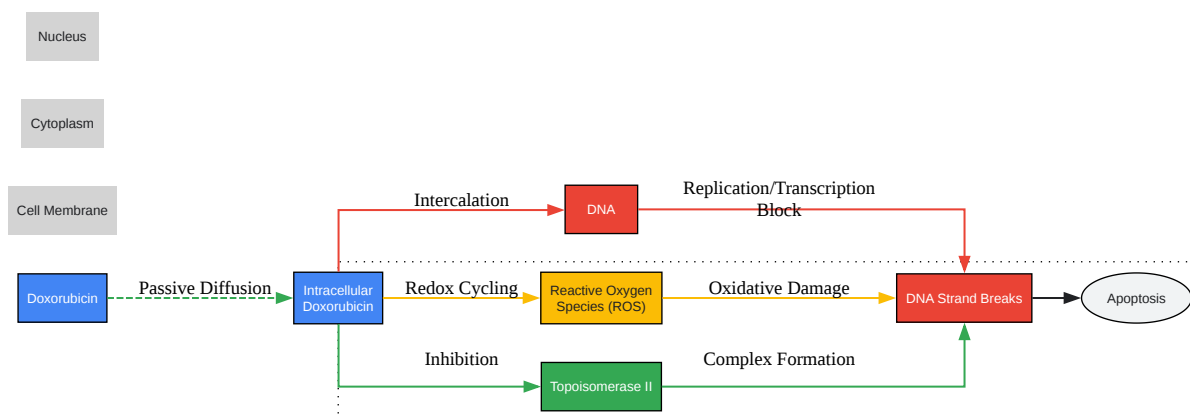 Nucleus
Cytoplasm
Cell Membrane
Intercalation
DNA
Replication/Transcription
Block
Doxorubicin
Passive Diffusion
Intracellular
Doxorubicin
Redox Cycling
Reactive Oxygen
Species (ROS)
Oxidative Damage
DNA Strand Breaks
Apoptosis
Inhibition
Topoisomerase II
Complex Formation